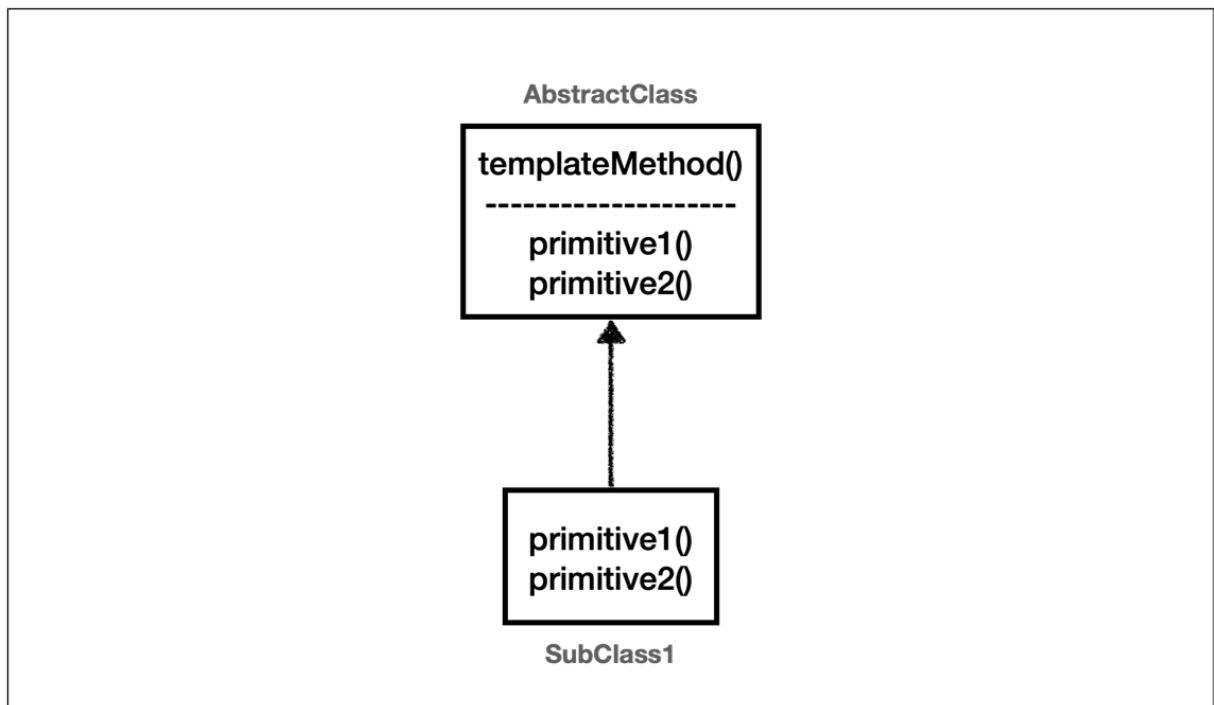 AbstractClass
templateMethod()
--------------------
primitive1()
primitive2()
primitive1()
primitive2()
SubClass1